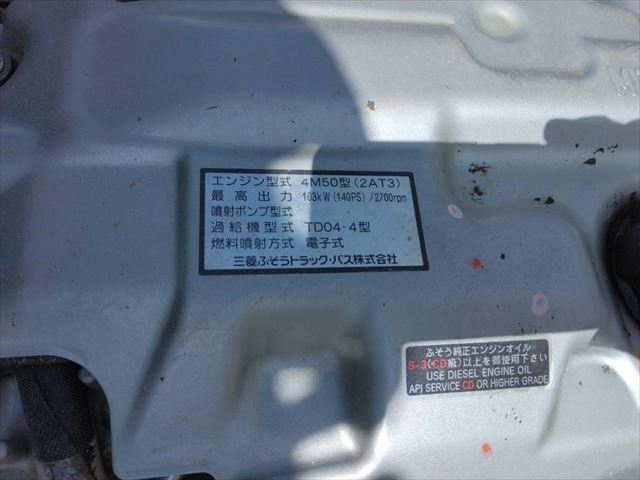 エンジン型式 4M50型(2AT3)
最高出力 103kW(140PS)/2700rpm
噴射ポンプ型式
過給機型式 TD04-4型
燃料噴射方式 電子式
三菱ふそうトラック・バス株式会社
ふそう純正エンジンオイル
S-3(CD級)以上を御使用下さい
USE DIESEL ENGINE OIL
API SERVICE CD OR HIGHER GRADE